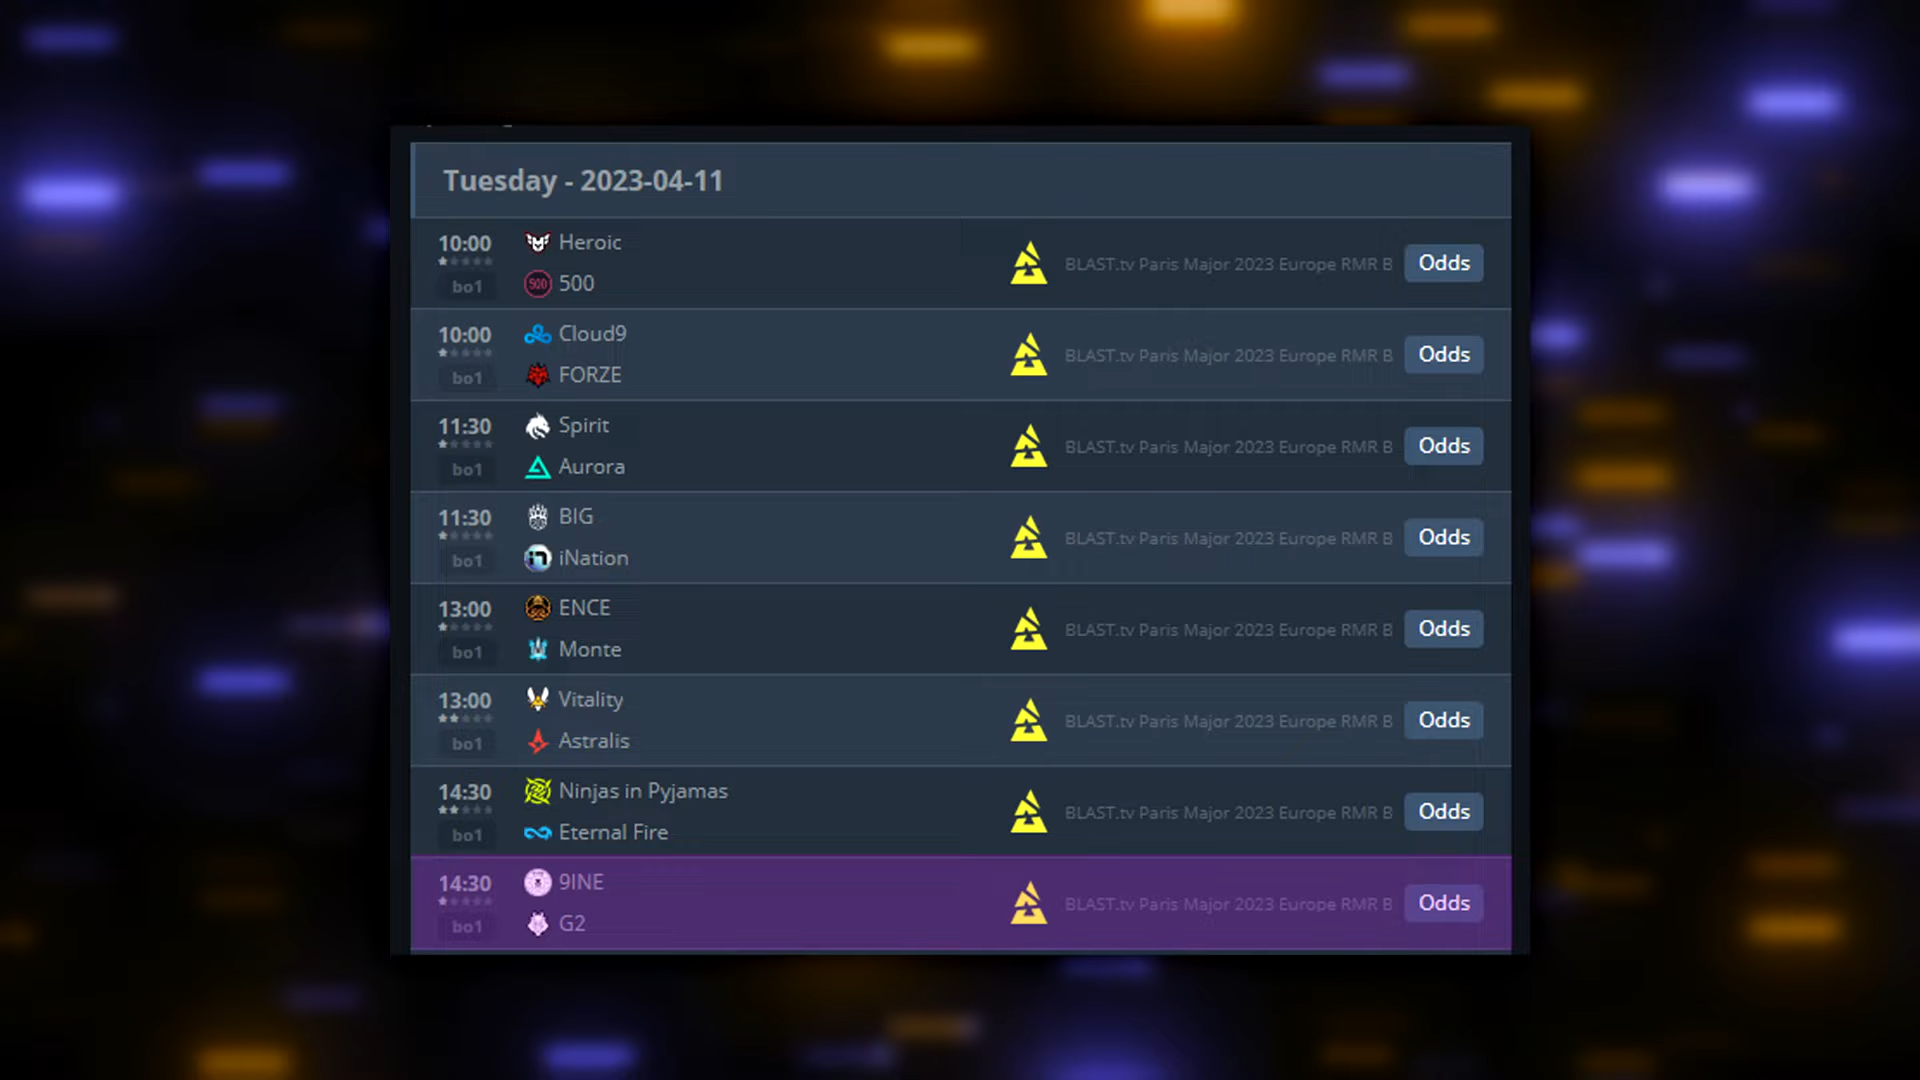 Tuesday - 2023-04-11
10:00
Heroic
bo1
500
500
BLAST.tv Paris Major 2023 Europe RMR B
Odds
10:00
Cloud9
bo1
FORZE
BLAST.tv Paris Major 2023 Europe RMR B
Odds
11:30
Spirit
bo1
Aurora
BLAST.tv Paris Major 2023 Europe RMR B
Odds
11:30
BIG
bo1
iNation
BLAST.tv Paris Major 2023 Europe RMR B
Odds
13:00
ENCE
bo1
Monte
BLAST.tv Paris Major 2023 Europe RMR B
Odds
13:00
Vitality
bo1
Astralis
BLAST.tv Paris Major 2023 Europe RMR B
Odds
14:30
Ninjas in Pyjamas
bo1
Eternal Fire
BLAST.tv Paris Major 2023 Europe RMR B
Odds
14:30
9INE
bo1
G2
BLAST.tv Paris Major 2023 Europe RMR B
Odds